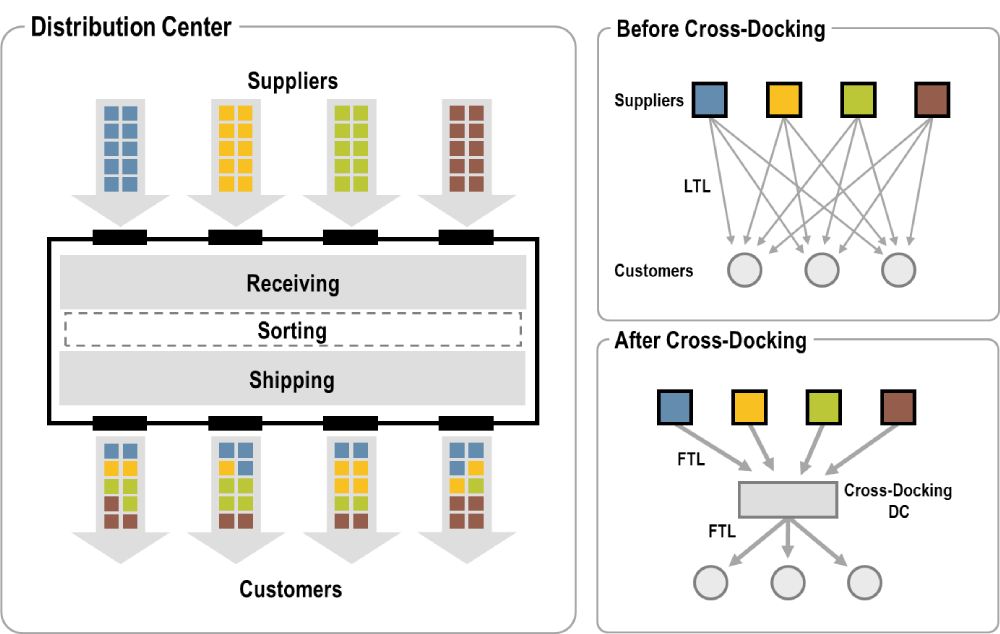 Distribution Center
Suppliers
Receiving
Sorting
Shipping
Customers
Before Cross-Docking
Suppliers
LTL
Customers
After Cross-Docking
FTL
Cross-Docking
DC
FTL